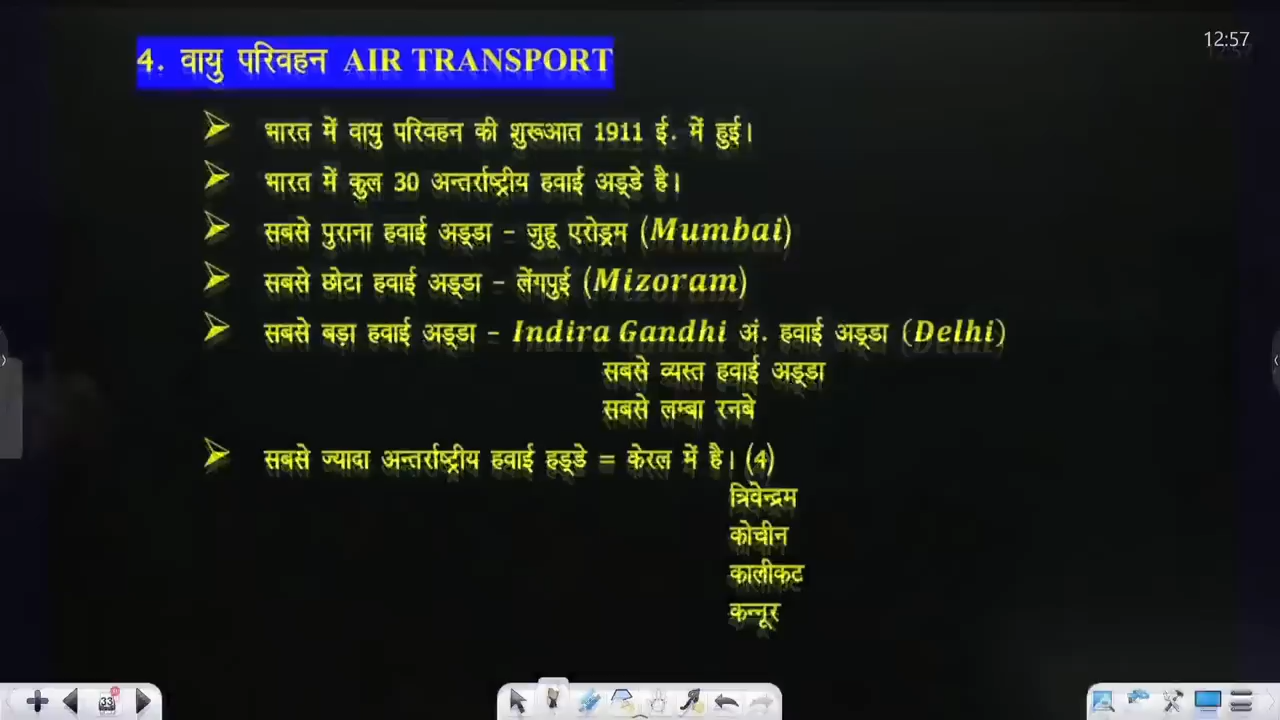 12:57
4. वायु परिवहन AIR TRANSPORT
भारत में वायु परिवहन की शुरूआत 1911 ई. में हुई।
भारत में कुल 30 अन्तर्राष्ट्रीय हवाई अड्डे है।
सबसे पुराना हवाई अड्डा - जुहू एरोड्रम (Mumbai)
सबसे छोटा हवाई अड्डा - लेंगपुई (Mizoram)
सबसे बड़ा हवाई अड्डा - Indira Gandhi अं. हवाई अड्डा (Delhi)
सबसे व्यस्त हवाई अड्डा
सबसे लम्बा रनबे
सबसे ज्यादा अन्तर्राष्ट्रीय हवाई हड्डे = केरल में है। (4)
त्रिवेन्द्रम
कोचीन
कालीकट
कन्नूर
33